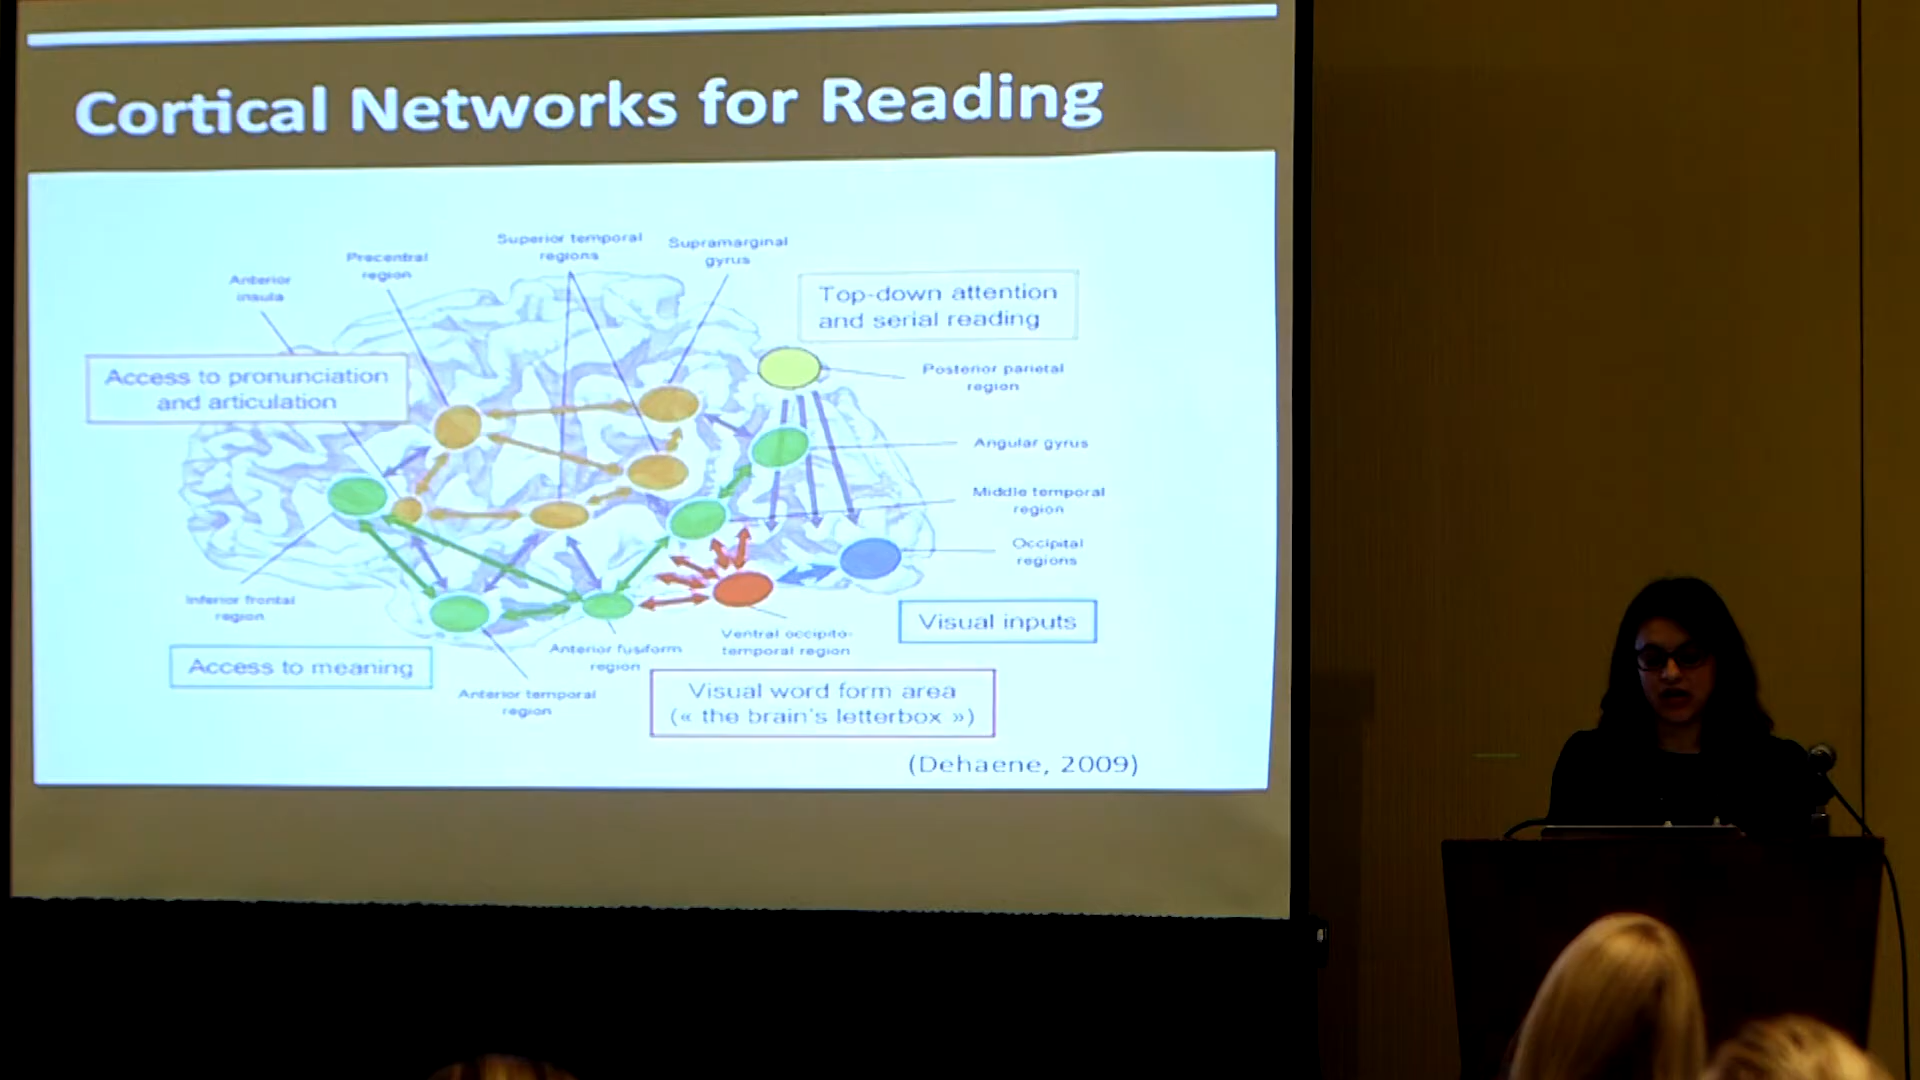 Cortical Networks for Reading
Superior temporal
regions
Supramarginal
gyrus
Precentral
region
Anterior
insula
Top-down attention
and serial reading
Access to pronunciation
and articulation
Posterior parietal
region
Angular gyrus
Middle temporal
region
Occipital
regions
Inferior frontal
region
Visual inputs
Ventral occipito-
temporal region
Anterior fusiform
region
Access to meaning
Anterior temporal
region
Visual word form area
(« the brain's letterbox »)
(Dehaene, 2009)